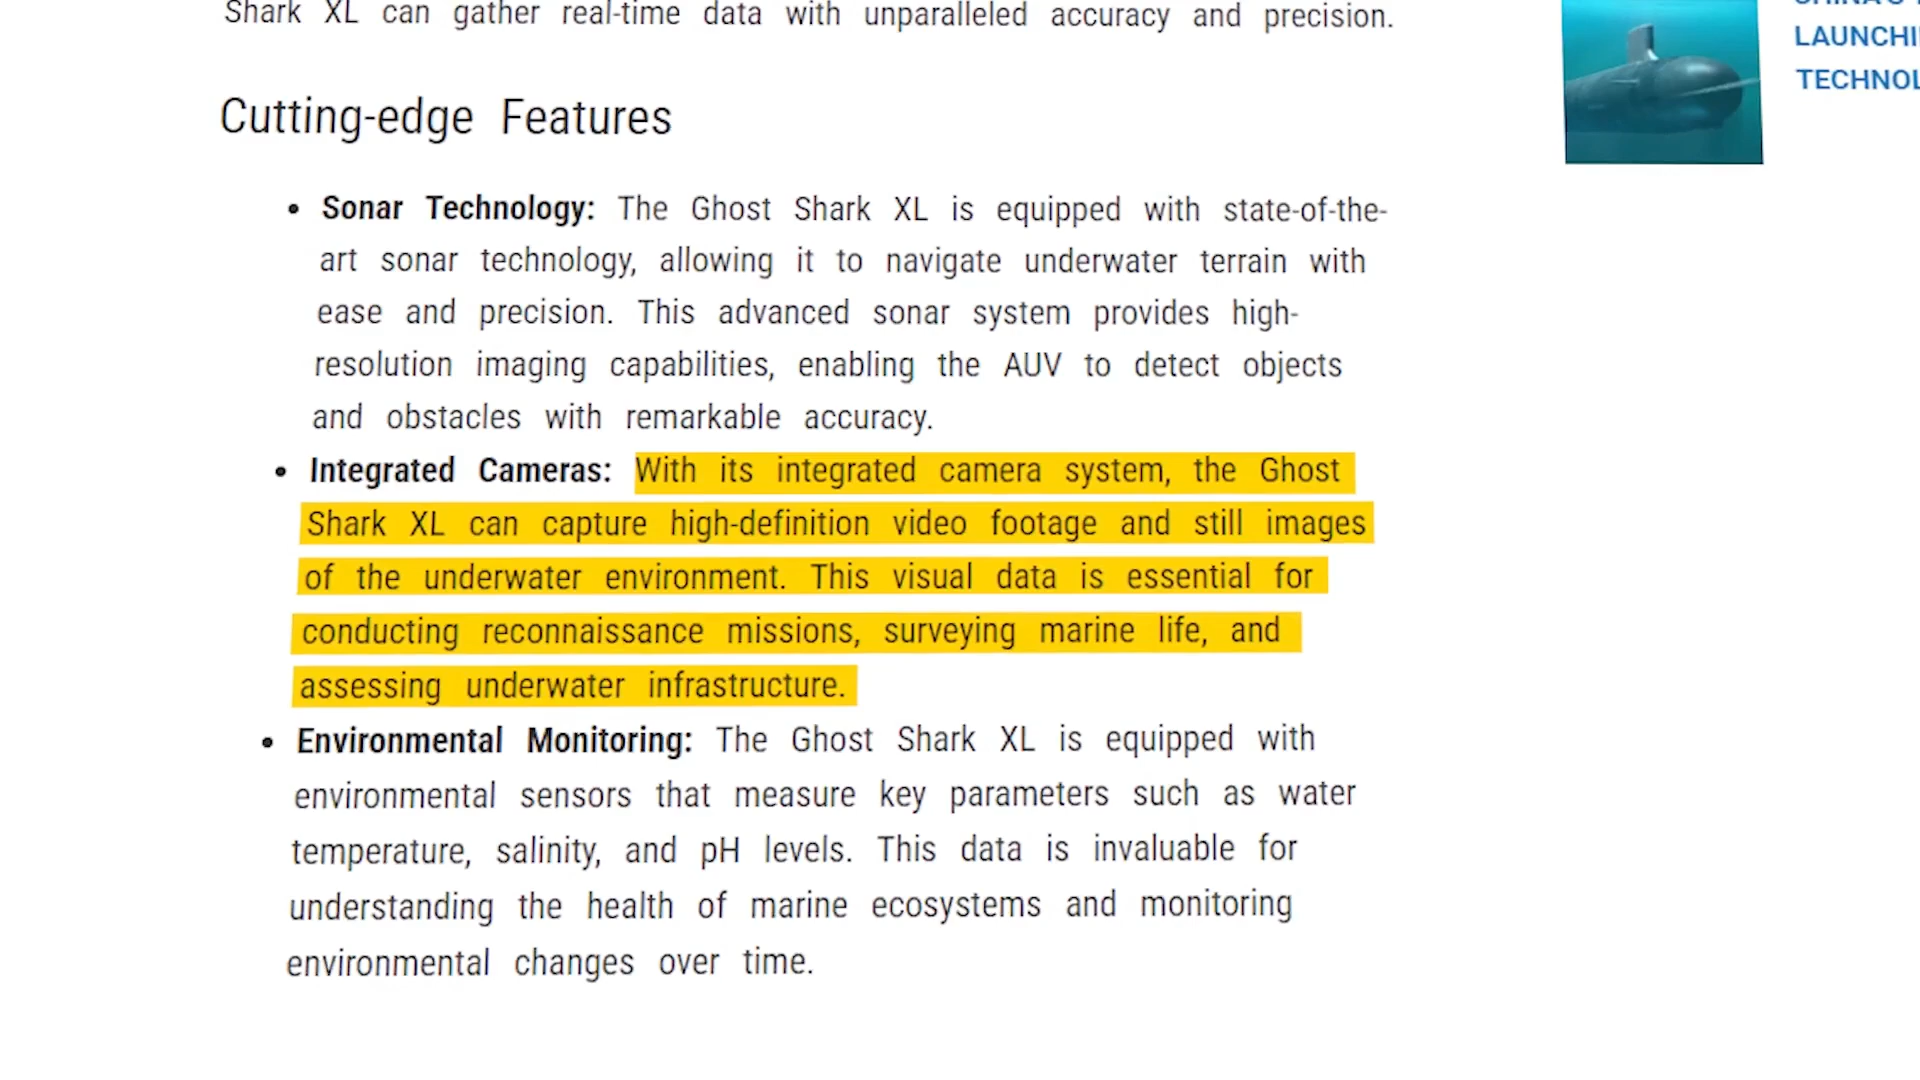 Shark XL can gather real-time data with unparalleled accuracy and precision.
Cutting-edge Features
• Sonar Technology: The Ghost Shark XL is equipped with state-of-the-
art sonar technology, allowing it to navigate underwater terrain with
ease and precision. This advanced sonar system provides high-
resolution imaging capabilities, enabling the AUV to detect objects
and obstacles with remarkable accuracy.
• Integrated Cameras: With its integrated camera system, the Ghost
Shark XL can capture high-definition video footage and still images
of the underwater environment. This visual data is essential for
conducting reconnaissance missions, surveying marine life, and
assessing underwater infrastructure.
• Environmental Monitoring: The Ghost Shark XL is equipped with
environmental sensors that measure key parameters such as water
temperature, salinity, and pH levels. This data is invaluable for
understanding the health of marine ecosystems and monitoring
environmental changes over time.
LAUNCHI
TECHNOL